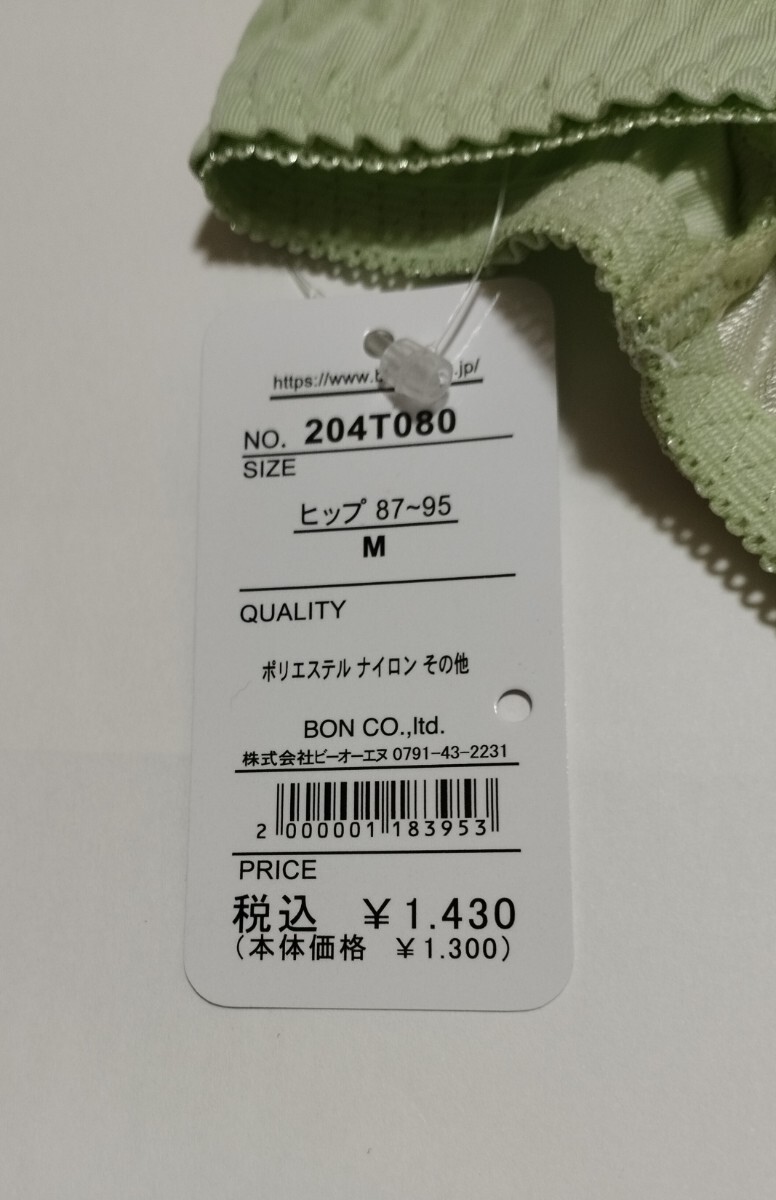 https://www.b .jp/
NO. 204T080
SIZE
ヒップ 87~95
M
QUALITY
ポリエステル ナイロン その他
BON CO.,ltd.
株式会社ビーオーエヌ 0791-43-2231
2 000001 183953
PRICE
税込 ¥1.430
(本体価格 ¥1.300)